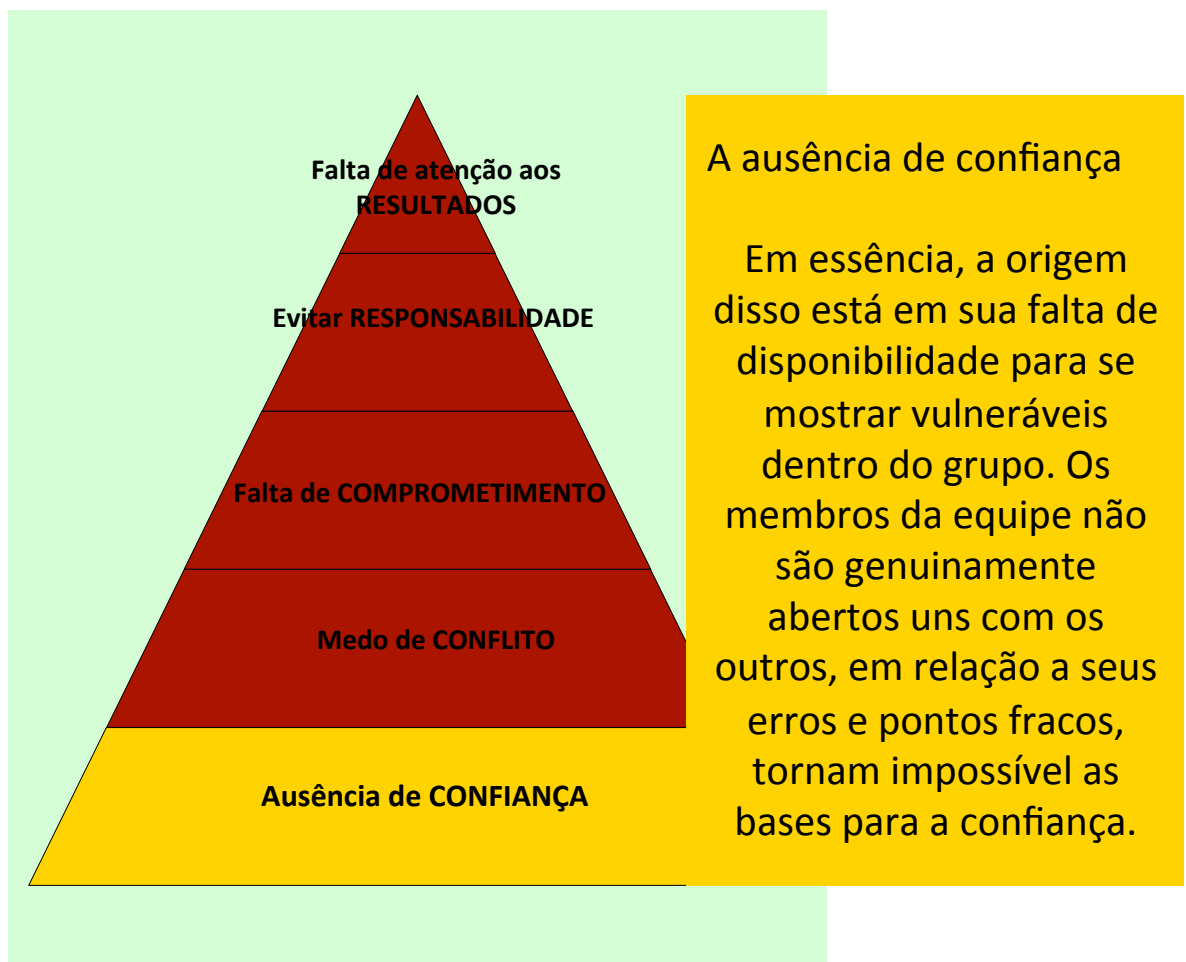 Falta de atenção aos
RESULTADOS
Evitar RESPONSABILIDADE
Falta de COMPROMETIMENTO
Medo de CONFLITO
Ausência de CONFIANÇA
A ausência de confiança
Em essência, a origem
disso está em sua falta de
disponibilidade para se
mostrar vulneráveis
dentro do grupo. Os
membros da equipe não
são genuinamente
abertos uns com os
outros, em relação a seus
erros e pontos fracos,
tornam impossível as
bases para a confiança.